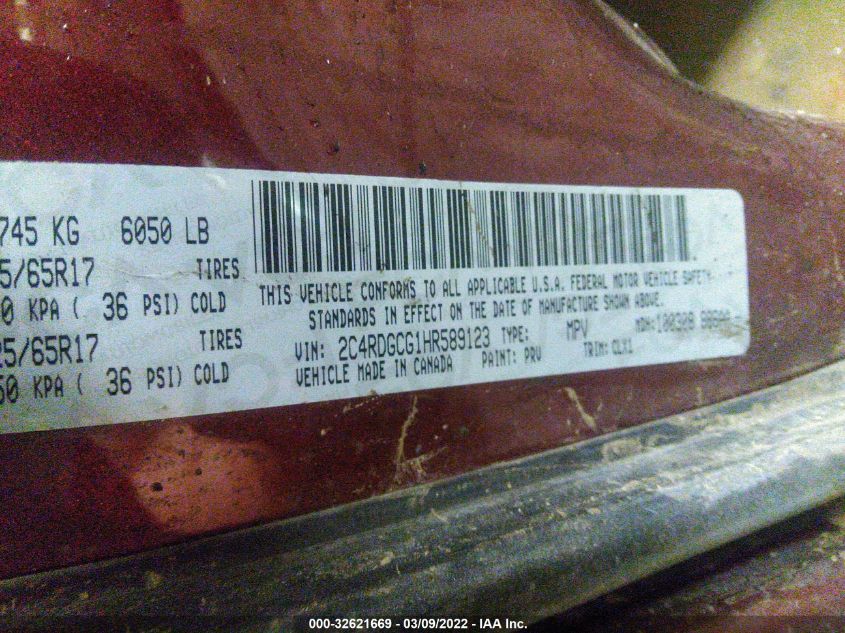 745 KG 6050 LB
5/65R17 TIRES
0 KPA ( 36 PSI) COLD
25/65R17 TIRES
50 KPA ( 36 PSI) COLD
THIS VEHICLE CONFORMS TO ALL APPLICABLE U.S.A. FEDERAL MOTOR VEHICLE SAFETY
STANDARDS IN EFFECT ON THE DATE OF MANUFACTURE SHOWN ABOVE.
VIN: 2C4RDGCG1HR589123 TYPE: MPV MDH:
VEHICLE MADE IN CANADA PAINT: PRV TRIM:
000-32621669 - 03/09/2022 - IAA Inc.